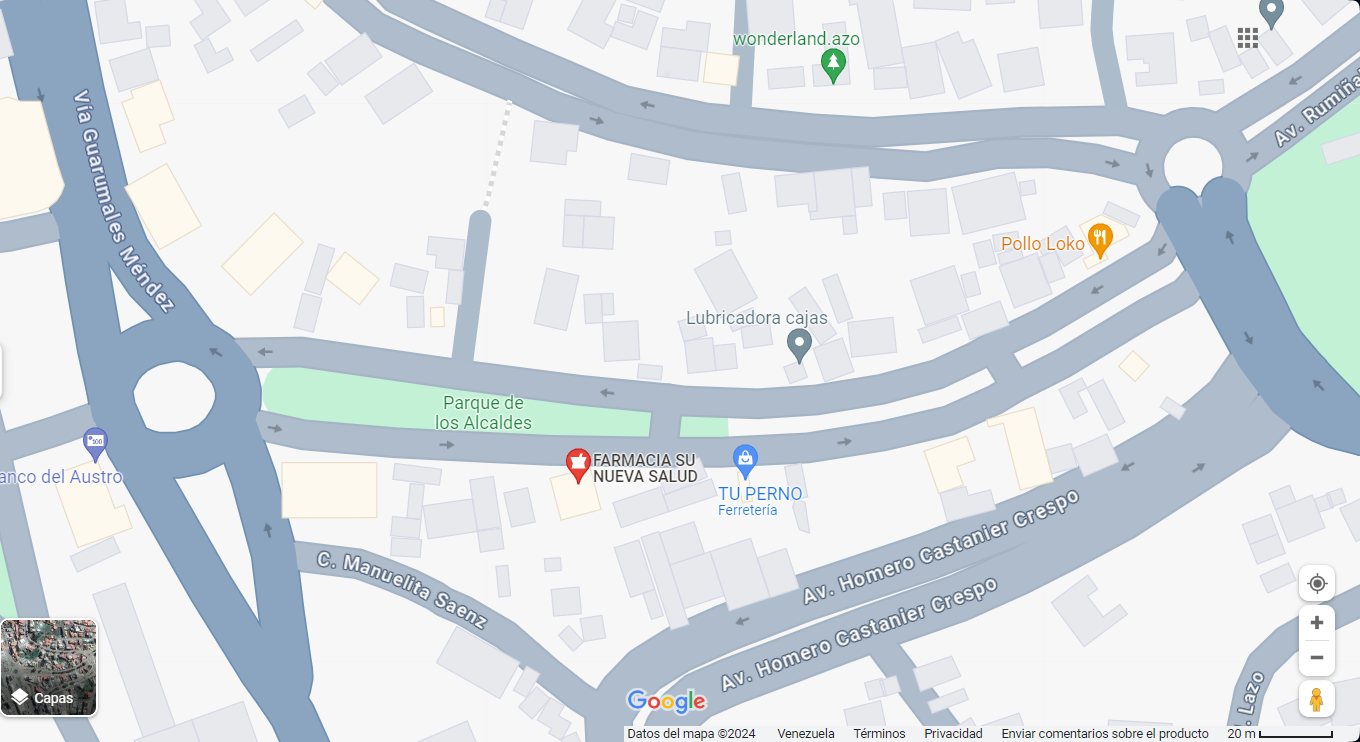 wonderland.azo
Vía Guarumales Méndez
Pollo Loko
Lubricadora cajas
Parque de
los Alcaldes
FARMACIA SU
NUEVA SALUD
TU PERNO
Ferretería
anco del Austro
C. Manuelita Saenz
Av. Homero Castanier Crespo
Av. Homero Castanier Crespo
Lazo
Av. Rumiña
100
Capas
Google
Datos del mapa ©2024 Venezuela Términos Privacidad Enviar comentarios sobre el producto 20 m